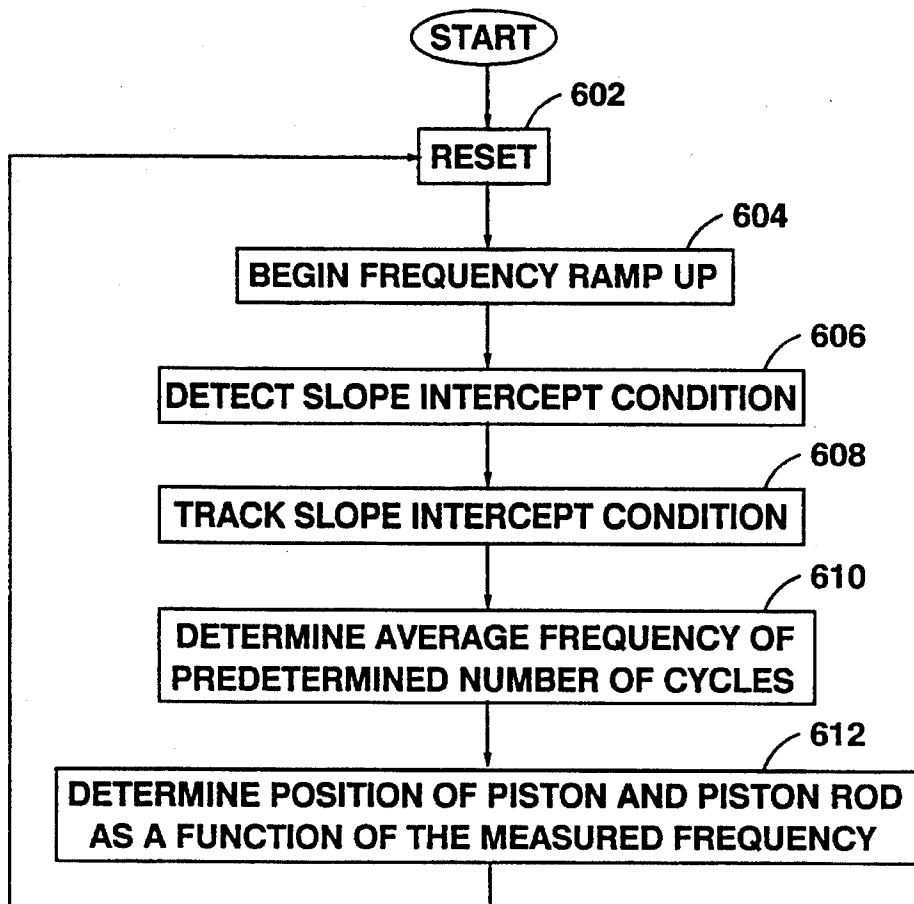 START
602
RESET
604
BEGIN FREQUENCY RAMP UP
606
DETECT SLOPE INTERCEPT CONDITION
608
TRACK SLOPE INTERCEPT CONDITION
610
DETERMINE AVERAGE FREQUENCY OF
PREDETERMINED NUMBER OF CYCLES
612
DETERMINE POSITION OF PISTON AND PISTON ROD
AS A FUNCTION OF THE MEASURED FREQUENCY